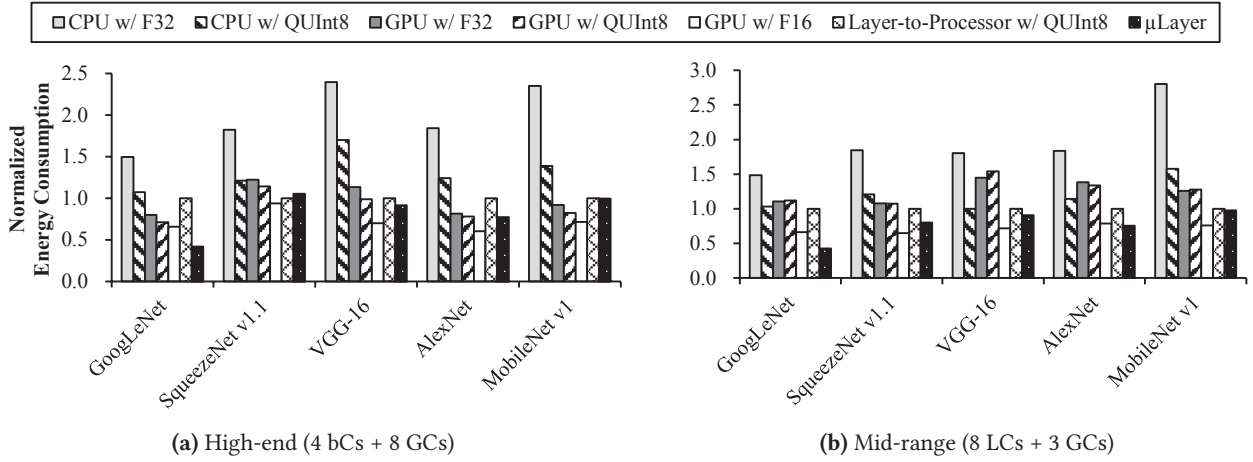 CPU w/ F32 CPU w/ QUInt8 GPU w/ F32 GPU w/ QUInt8 GPU w/ F16 Layer-to-Processor w/ QUInt8 µLayer
Normalized
Energy Consumption
2.5
2.0
1.5
1.0
0.5
0.0
GoogLeNet
SqueezeNet v1.1
VGG-16
AlexNet
MobileNet v1
(a) High-end (4 bCs + 8 GCs)
3.0
2.5
2.0
1.5
1.0
0.5
0.0
GoogLeNet
SqueezeNet v1.1
VGG-16
AlexNet
MobileNet v1
(b) Mid-range (8 LCs + 3 GCs)